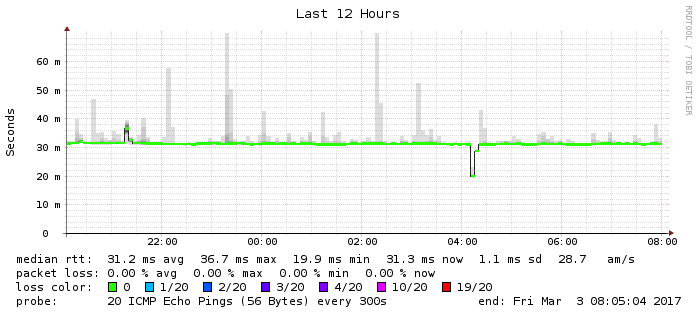 Last 12 Hours
RRDTOOL / TOBI OETIKER
Seconds
60 m
50 m
40 m
30 m
20 m
10 m
0
22:00 00:00 02:00 04:00 06:00 08:00
median rtt: 31.2 ms avg 36.7 ms max 19.9 ms min 31.3 ms now 1.1 ms sd 28.7 am/s
packet loss: 0.00 % avg 0.00 % max 0.00 % min 0.00 % now
loss color: 0 1/20 2/20 3/20 4/20 10/20 19/20
probe: 20 ICMP Echo Pings (56 Bytes) every 300s end: Fri Mar 3 08:05:04 2017